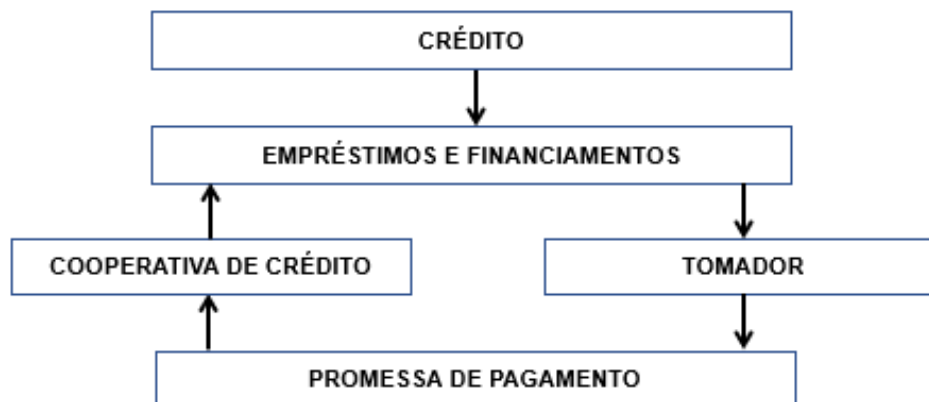 CRÉDITO
EMPRÉSTIMOS E FINANCIAMENTOS
COOPERATIVA DE CRÉDITO
TOMADOR
PROMESSA DE PAGAMENTO